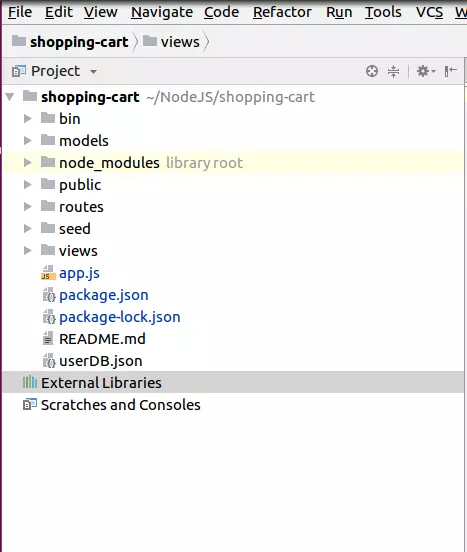 File Edit View Navigate Code Refactor Run Tools VCS
shopping-cart views
Project
shopping-cart ~/NodeJS/shopping-cart
bin
models
node_modules library root
public
routes
seed
views
app.js
package.json
package-lock.json
README.md
userDB.json
External Libraries
Scratches and Consoles